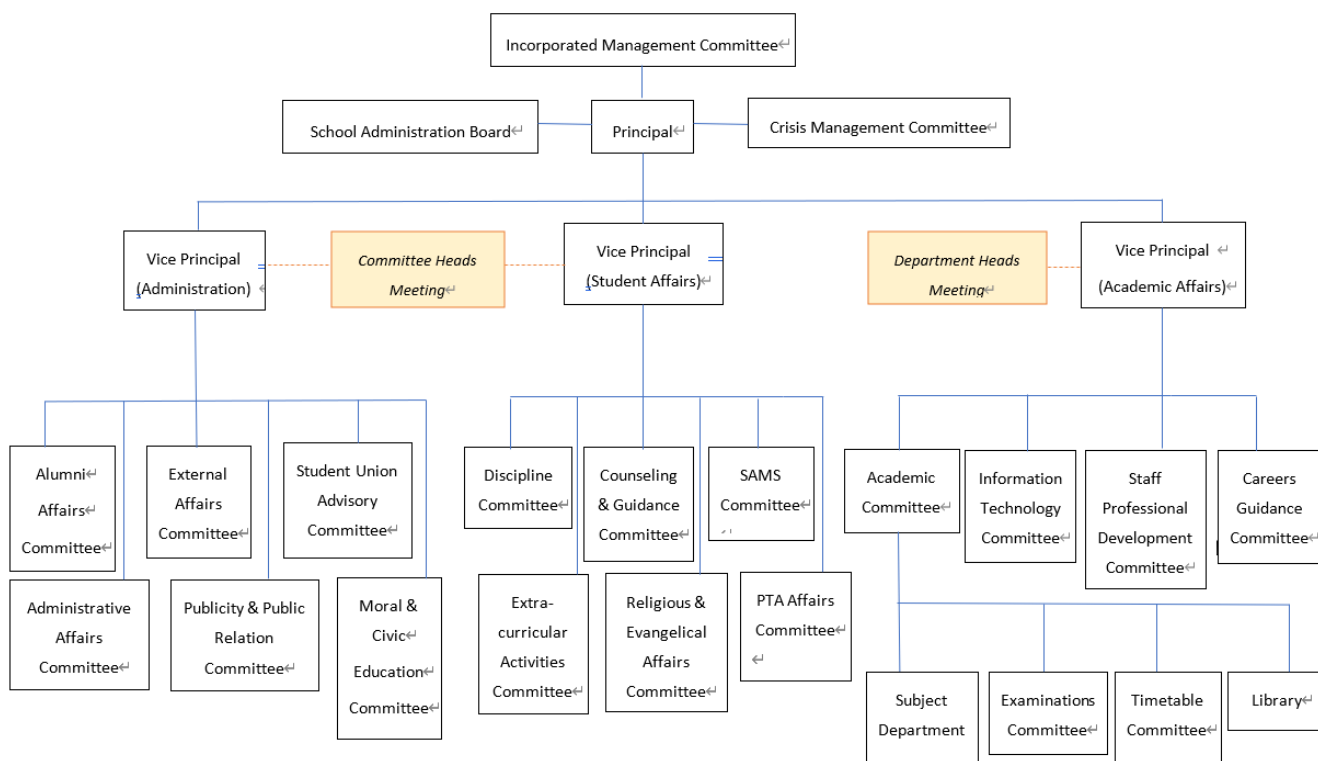 Incorporated Management Committee
School Administration Board
Principal
Crisis Management Committee
Vice Principal
(Administration)
Committee Heads
Meeting
Vice Principal
(Student Affairs)
Department Heads
Meeting
Vice Principal
(Academic Affairs)
Alumni
Affairs
Committee
External
Affairs
Committee
Student Union
Advisory
Committee
Discipline
Committee
Counseling
& Guidance
Committee
SAMS
Committee
Academic
Committee
Information
Technology
Committee
Staff
Professional
Development
Committee
Careers
Guidance
Committee
Administrative
Affairs
Committee
Publicity & Public
Relation
Committee
Moral &
Civic
Education
Committee
Extra-
curricular
Activities
Committee
Religious &
Evangelical
Affairs
Committee
PTA Affairs
Committee
Subject
Department
Examinations
Committee
Timetable
Committee
Library